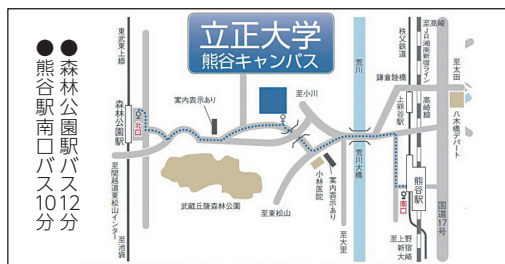 立正大学
熊谷キャンパス
●森林公園駅バス12分
●熊谷駅南口バス10分
東武東上線
森林公園駅
北口
案内表示あり
至小川
荒川
秩父鉄道
至高崎
JR湘南新宿ライン
鎌倉陸橋
至太田
上熊谷駅
高崎線
八木橋デパート
荒川大橋
小林医院
案内表示あり
武蔵丘陵森林公園
熊谷駅
南口
至関越道東松山インター
至池袋
至東松山
至大里
至上野
新宿
大崎
国道17号